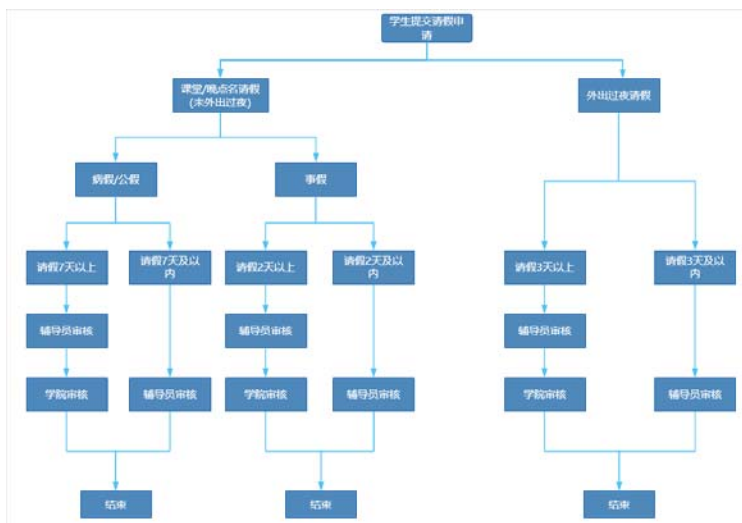 学生提交请假申
请
课堂/晚点名请假
(未外出过夜)
外出过夜请假
病假/公假
事假
请假7天以上
请假7天及以
内
请假2天以上
请假2天及以
内
请假3天以上
请假3天及以
内
辅导员审核
辅导员审核
辅导员审核
学院审核
辅导员审核
学院审核
辅导员审核
学院审核
辅导员审核
结束
结束
结束